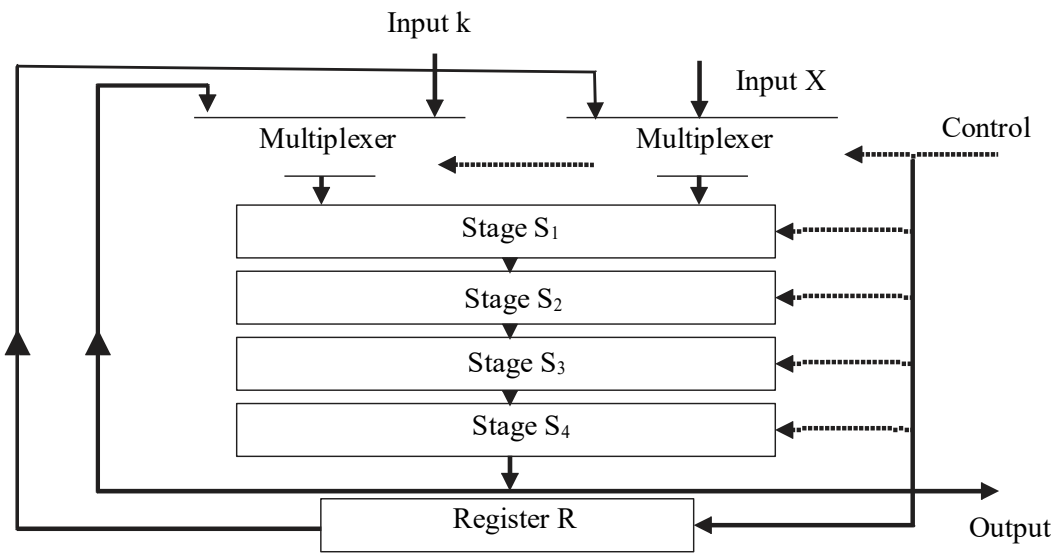 Input k
Input X
Control
Multiplexer
Multiplexer
Stage S₁
Stage S₂
Stage S₃
Stage S₄
Register R
Output